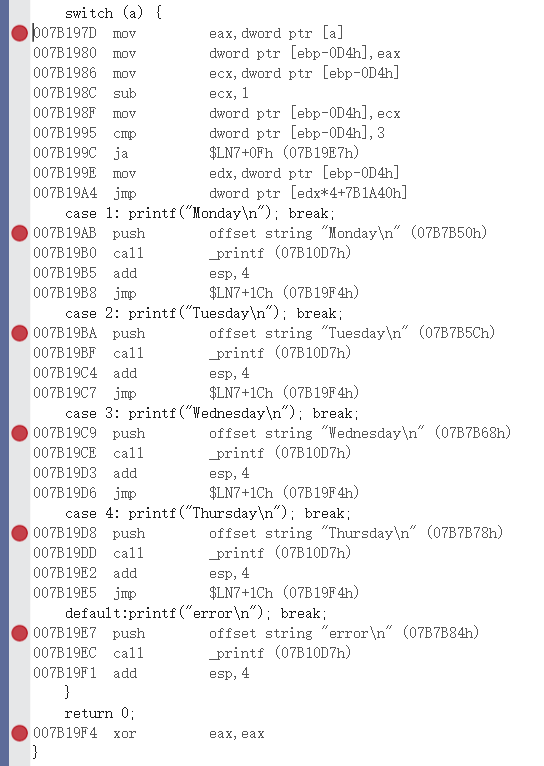 switch (a) {
007B197D mov eax,dword ptr [a]
007B1980 mov dword ptr [ebp-0D4h],eax
007B1986 mov ecx,dword ptr [ebp-0D4h]
007B198C sub ecx,1
007B198F mov dword ptr [ebp-0D4h],ecx
007B1995 cmp dword ptr [ebp-0D4h],3
007B199C ja $LN7+0Fh (07B19E7h)
007B199E mov edx,dword ptr [ebp-0D4h]
007B19A4 jmp dword ptr [edx*4+7B1A40h]
case 1: printf("Monday\n"); break;
007B19AB push offset string "Monday\n" (07B7B50h)
007B19B0 call _printf (07B10D7h)
007B19B5 add esp,4
007B19B8 jmp $LN7+1Ch (07B19F4h)
case 2: printf("Tuesday\n"); break;
007B19BA push offset string "Tuesday\n" (07B7B5Ch)
007B19BF call _printf (07B10D7h)
007B19C4 add esp,4
007B19C7 jmp $LN7+1Ch (07B19F4h)
case 3: printf("Wednesday\n"); break;
007B19C9 push offset string "Wednesday\n" (07B7B68h)
007B19CE call _printf (07B10D7h)
007B19D3 add esp,4
007B19D6 jmp $LN7+1Ch (07B19F4h)
case 4: printf("Thursday\n"); break;
007B19D8 push offset string "Thursday\n" (07B7B78h)
007B19DD call _printf (07B10D7h)
007B19E2 add esp,4
007B19E5 jmp $LN7+1Ch (07B19F4h)
default:printf("error\n"); break;
007B19E7 push offset string "error\n" (07B7B84h)
007B19EC call _printf (07B10D7h)
007B19F1 add esp,4
}
return 0;
007B19F4 xor eax,eax
}